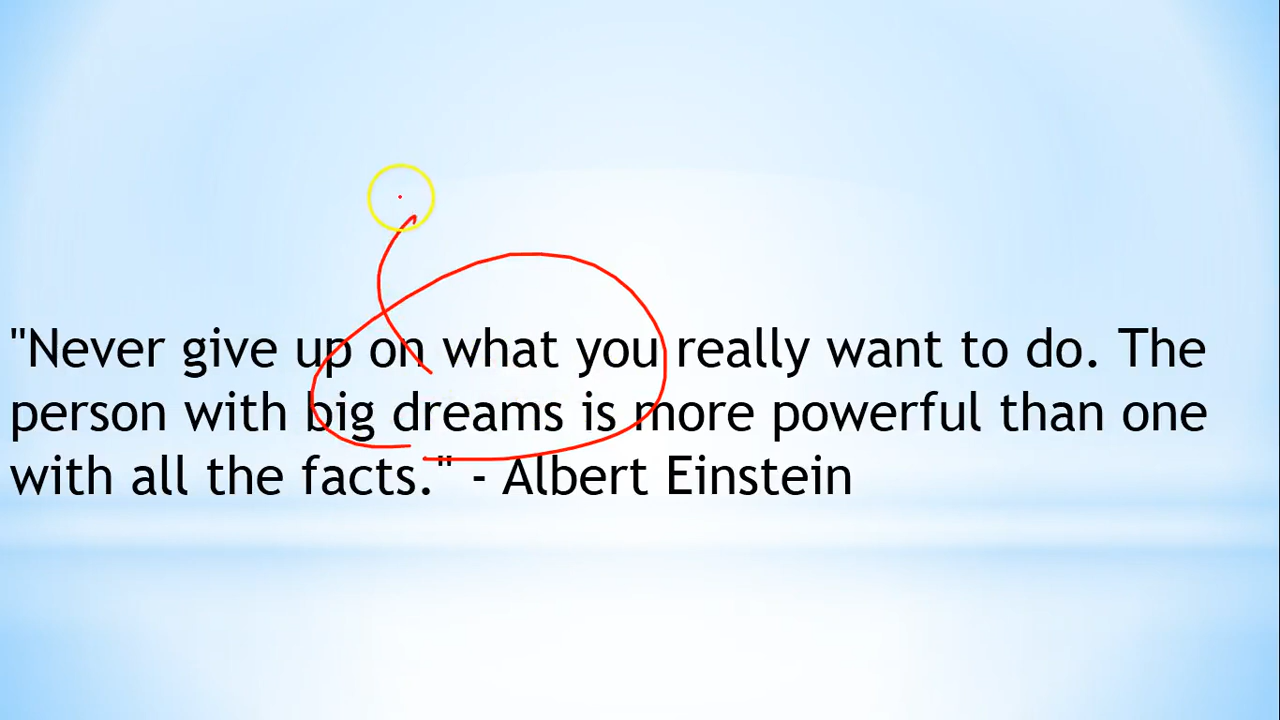 "Never give up on what you really want to do. The
person with big dreams is more powerful than one
with all the facts." - Albert Einstein